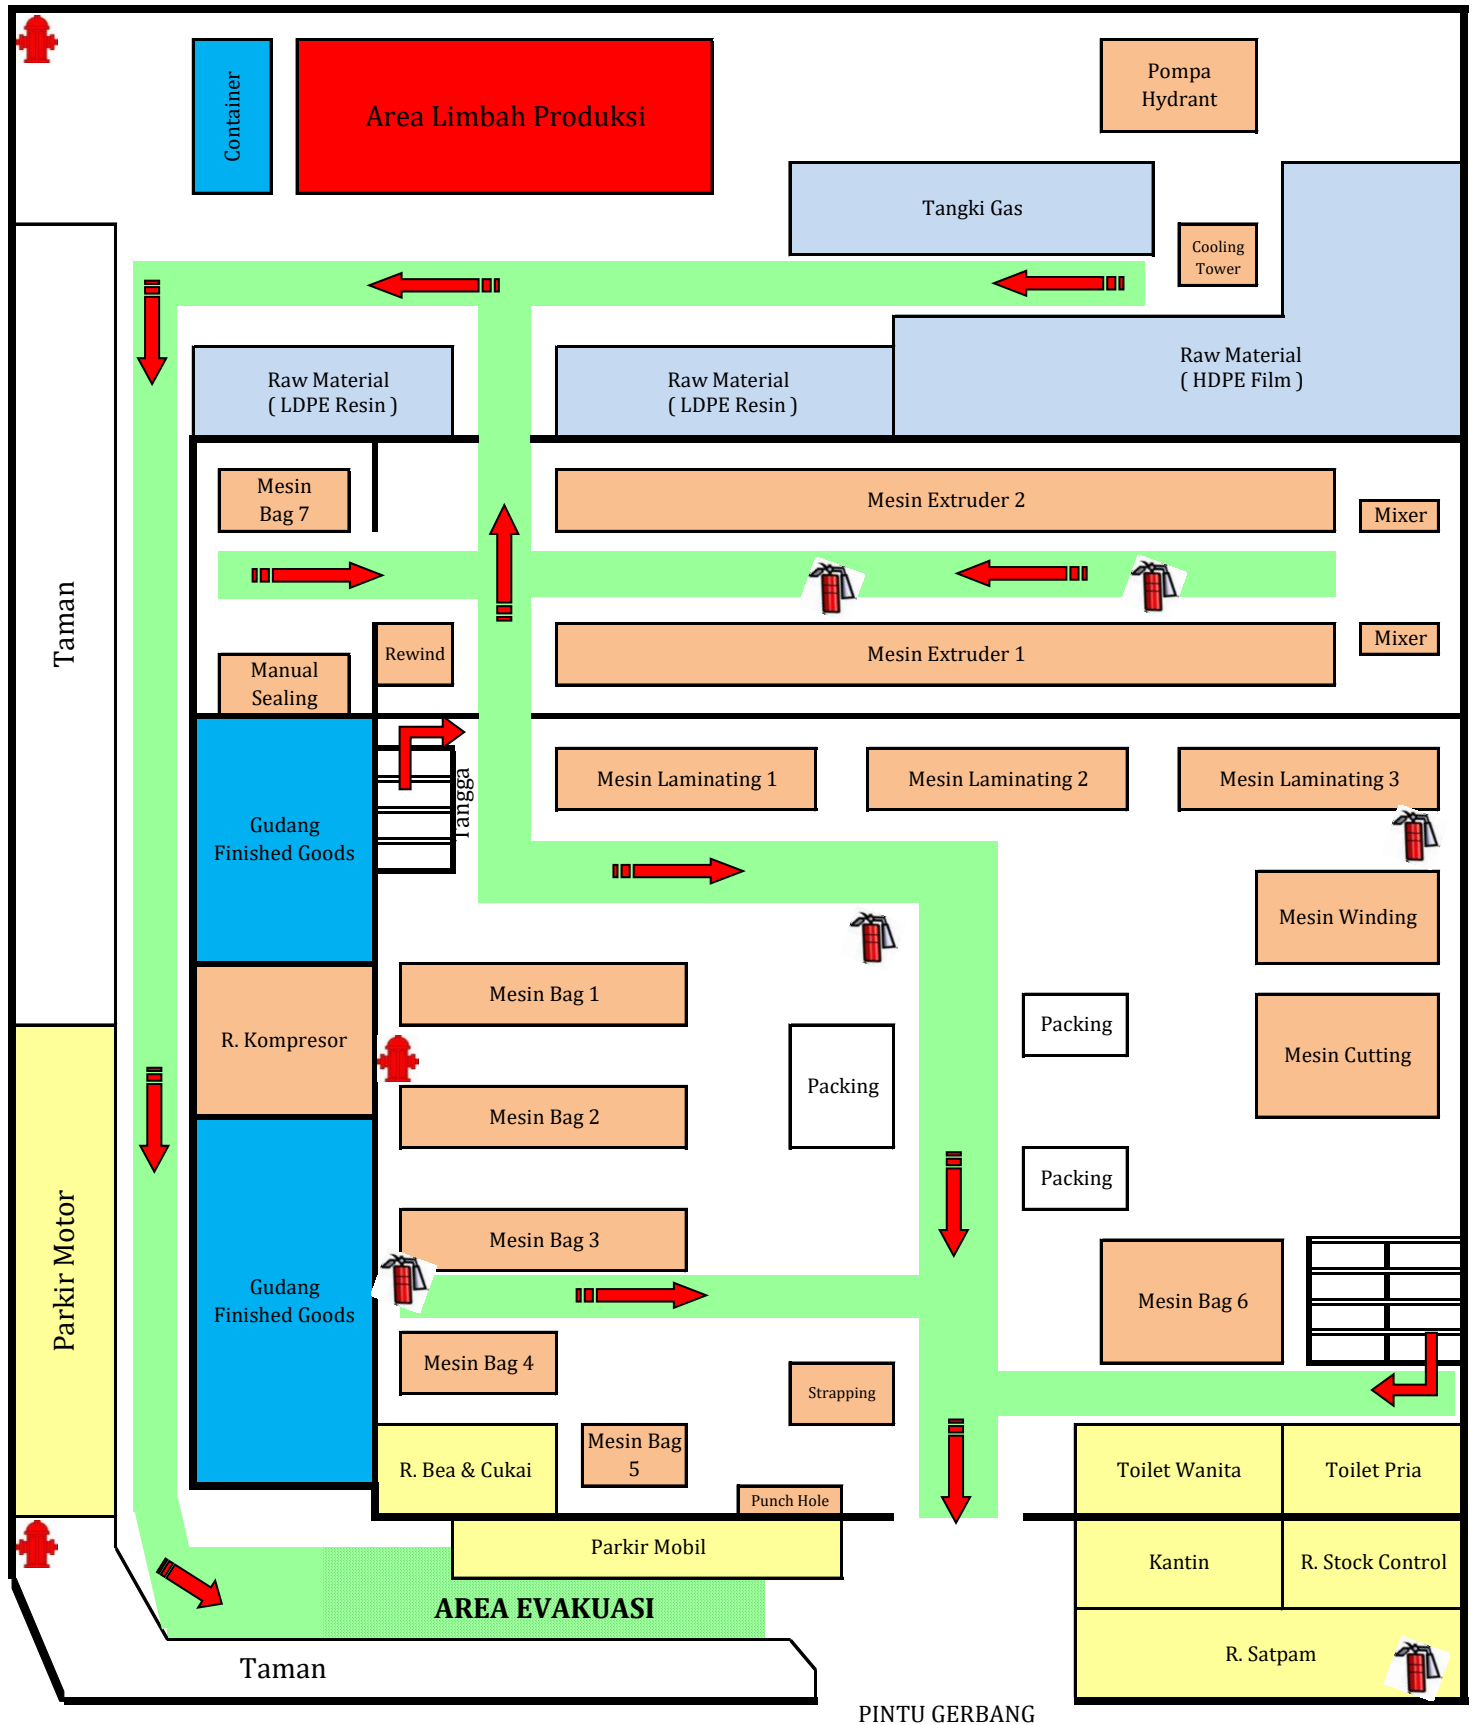 Container
Area Limbah Produksi
Pompa
Hydrant
Tangki Gas
Cooling
Tower
Raw Material
( LDPE Resin )
Raw Material
( LDPE Resin )
Raw Material
( HDPE Film )
Mesin
Bag 7
Mesin Extruder 2
Mixer
Taman
Manual
Sealing
Rewind
Mesin Extruder 1
Mixer
Gudang
Finished Goods
Tangga
Mesin Laminating 1
Mesin Laminating 2
Mesin Laminating 3
Mesin Winding
R. Kompresor
Mesin Bag 1
Packing
Packing
Mesin Cutting
Mesin Bag 2
Packing
Parkir Motor
Gudang
Finished Goods
Mesin Bag 3
Mesin Bag 6
Mesin Bag 4
Strapping
R. Bea & Cukai
Mesin Bag
5
Punch Hole
Toilet Wanita
Toilet Pria
Parkir Mobil
Kantin
R. Stock Control
AREA EVAKUASI
R. Satpam
Taman
PINTU GERBANG